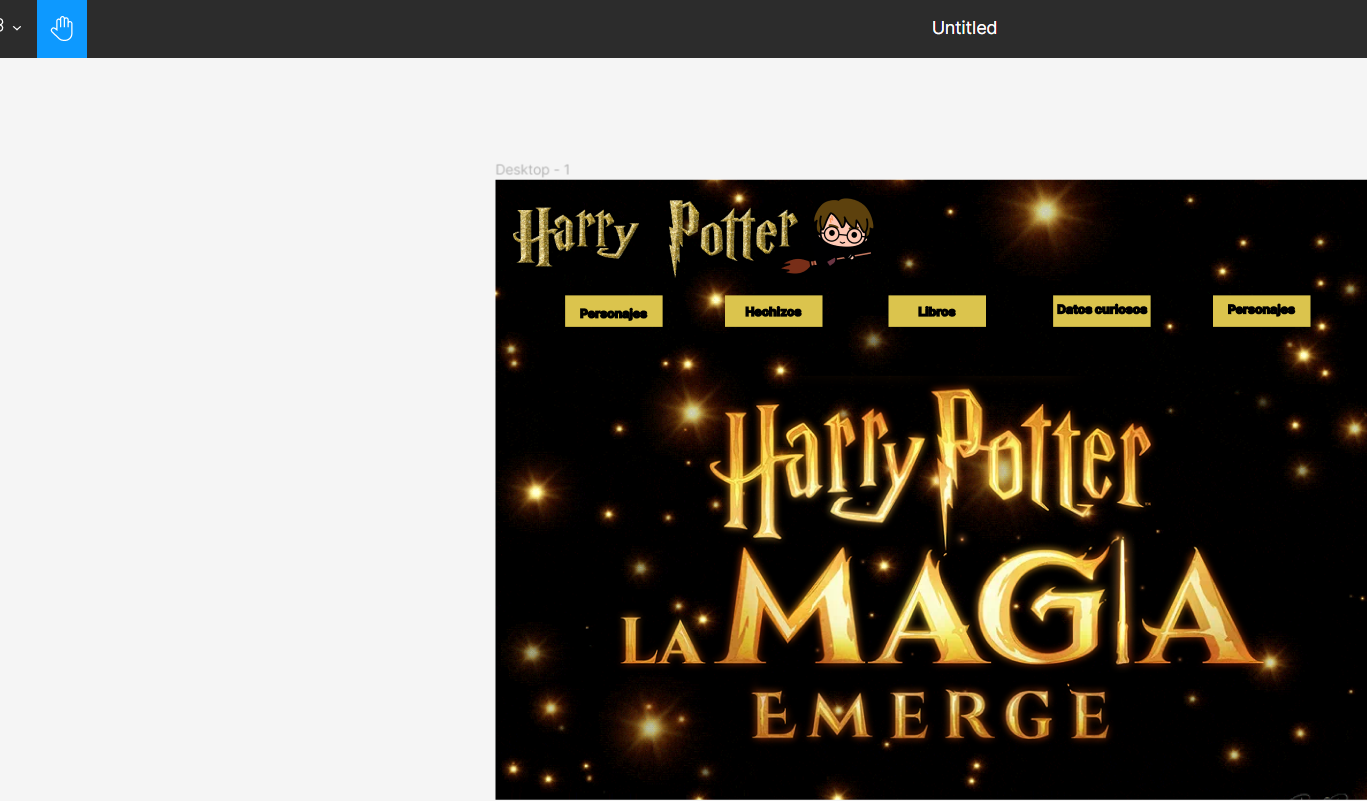 Untitled
Desktop - 1
Harry Potter
Personajes Hechizos Libros Datos curiosos Personajes
Harry Potter
LA MAGIA
EMERGE